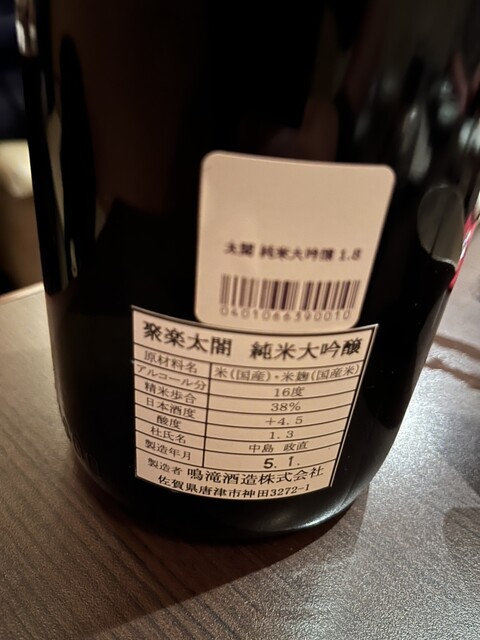 太閤 純米大吟醸 1.8
0401066390010
聚楽太閤 純米大吟醸
原材料名 米(国産)・米麹(国産米)
アルコール分 16度
精米歩合 38%
日本酒度 +4.5
酸度 1.3
杜氏名 中島 政直
製造年月 5. 1.
製造者 鳴滝酒造株式会社
佐賀県唐津市神田3272-1